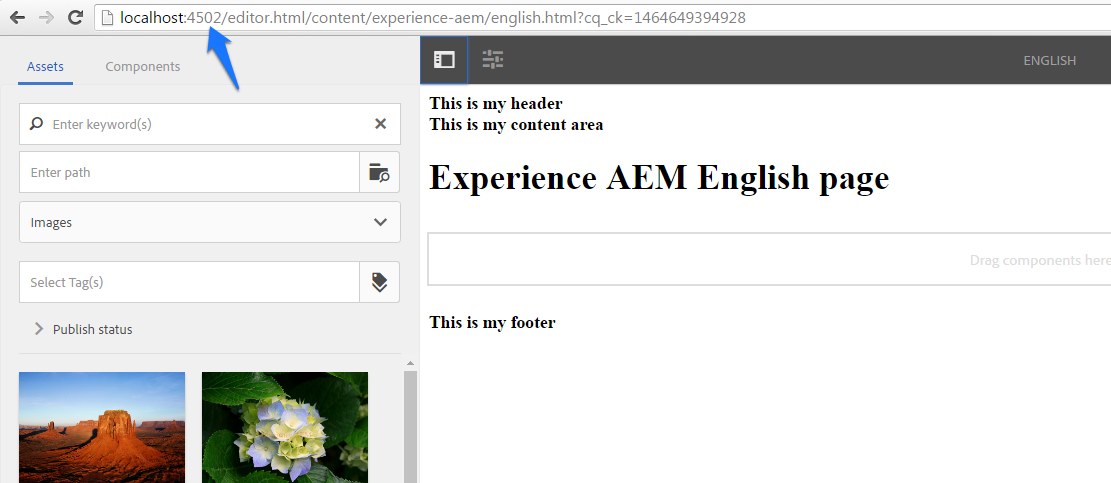 localhost:4502/editor.html/content/experience-aem/english.html?cq_ck=1464649394928
Assets
Components
ENGLISH
Enter keyword(s)
Enter path
Images
Select Tag(s)
Publish status
This is my header
This is my content area
Experience AEM English page
Drag components here
This is my footer